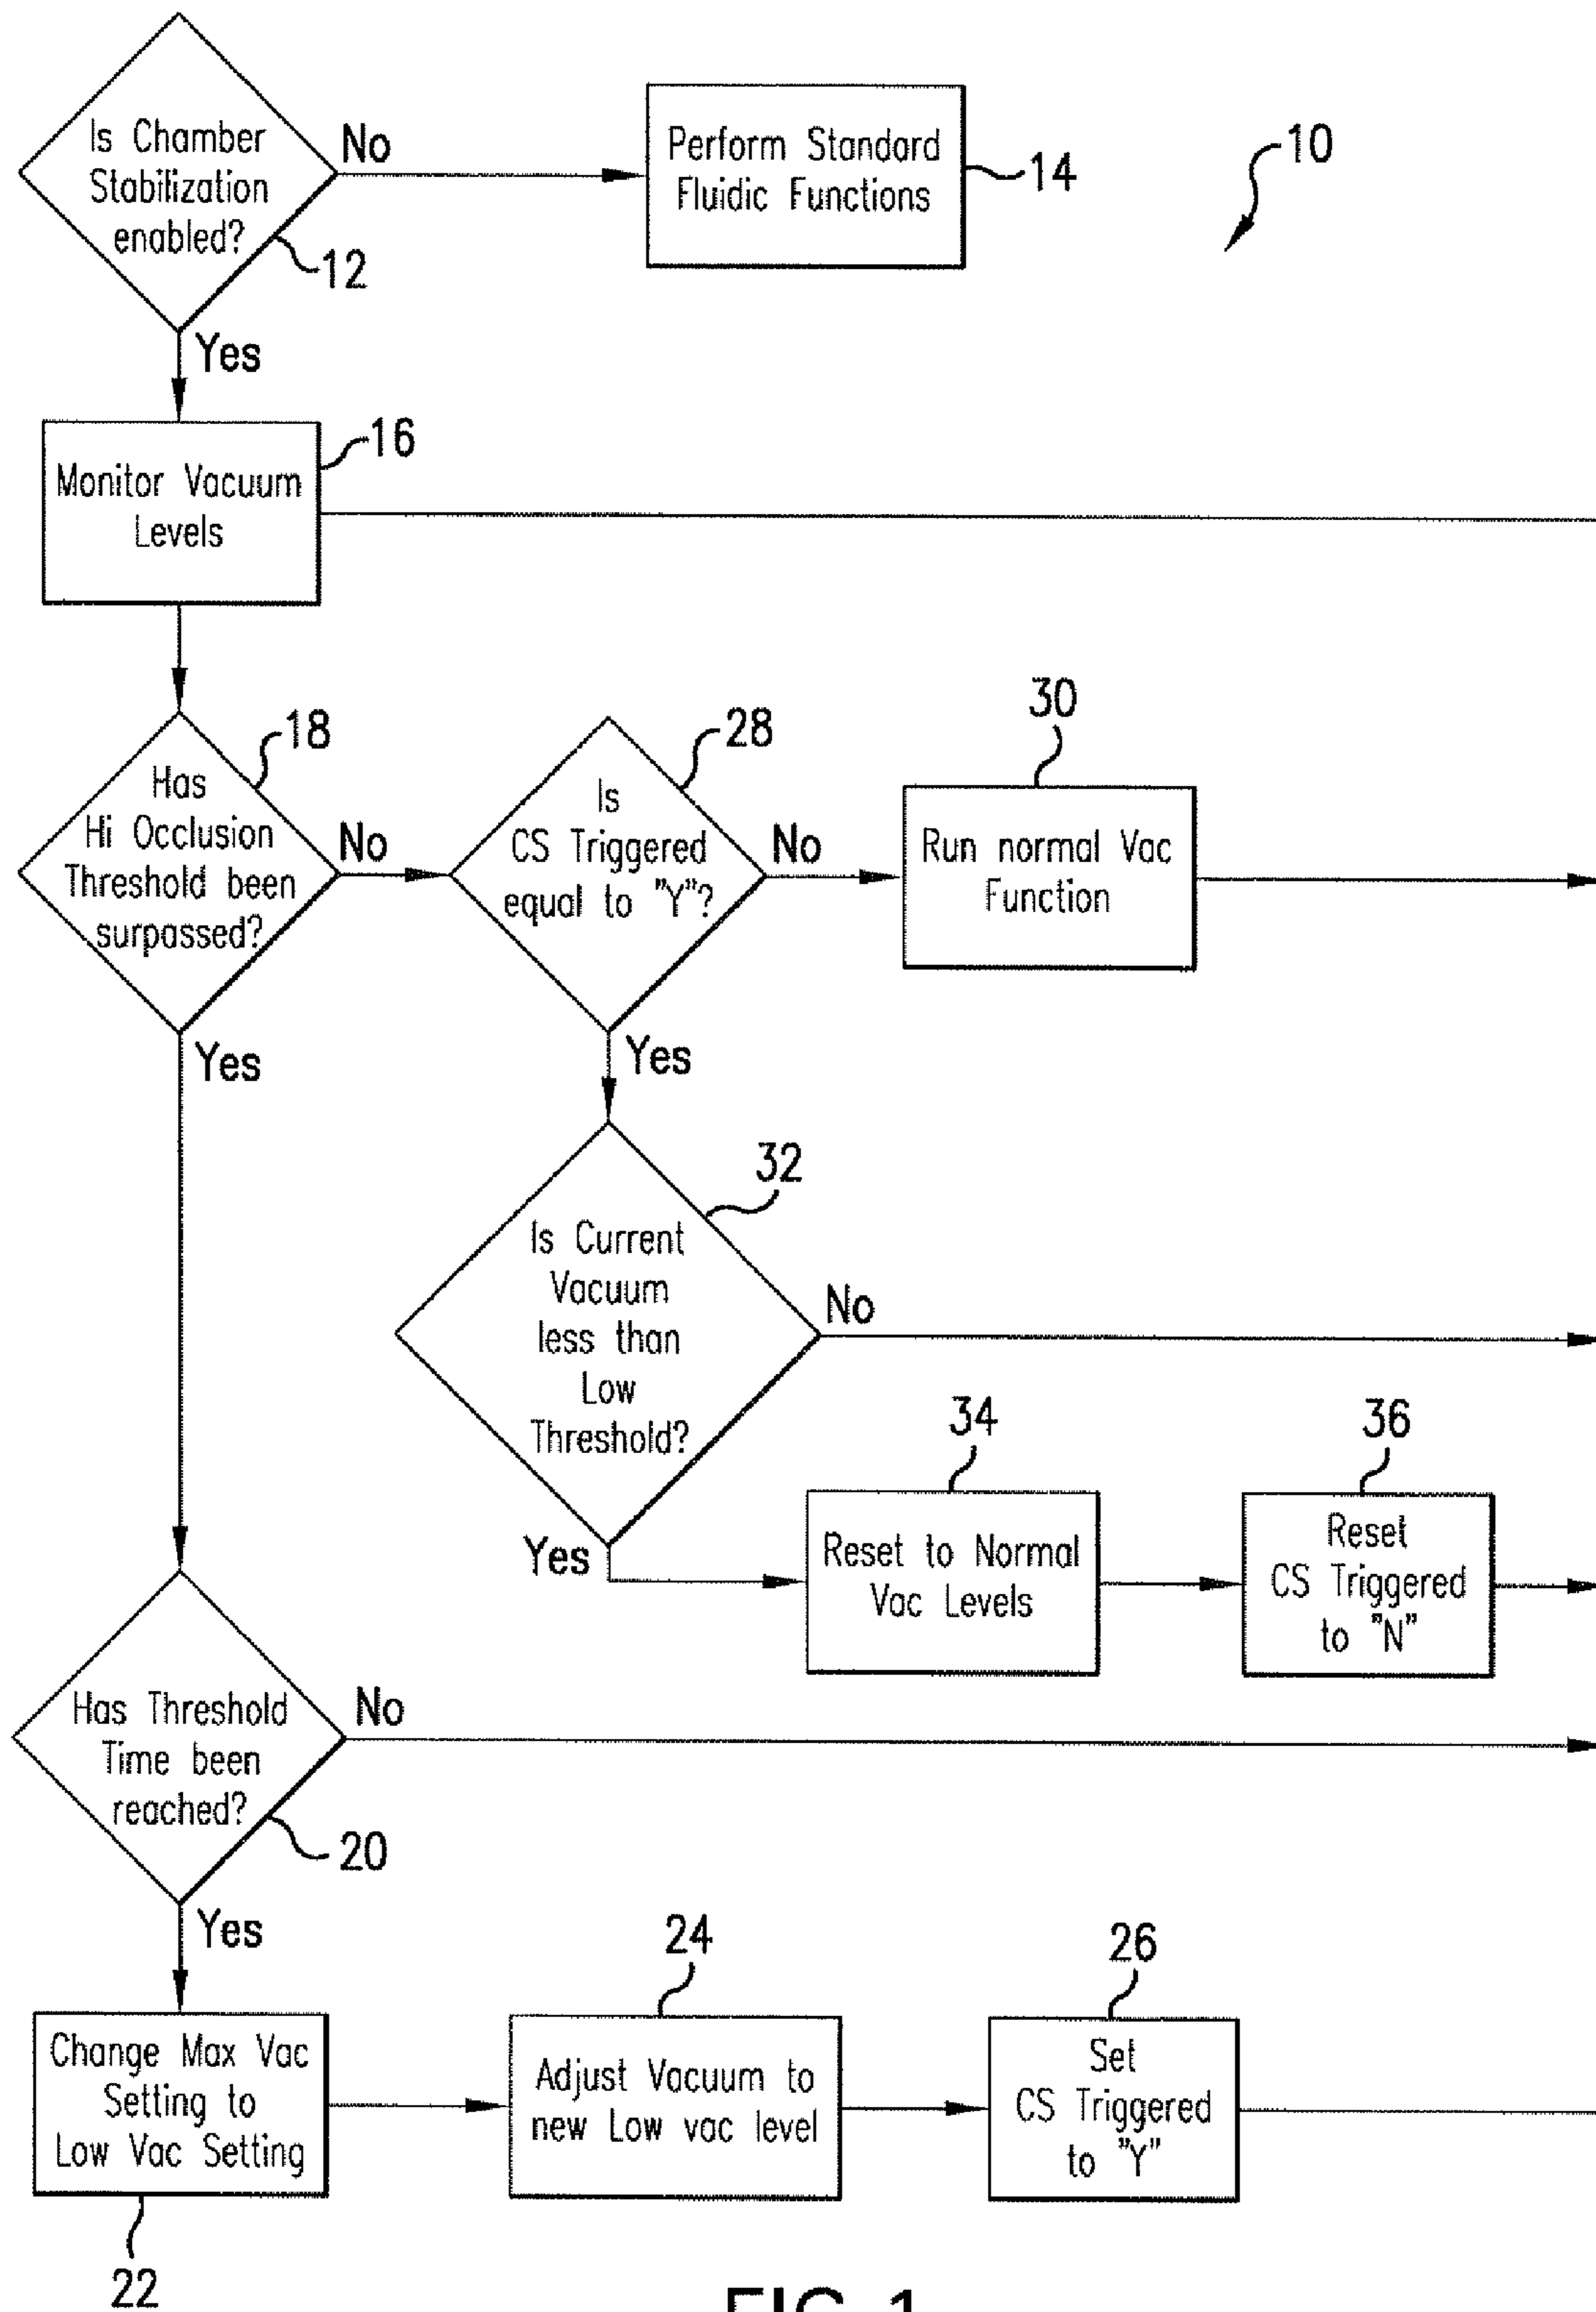 Is Chamber
Stabilization
enabled?
No
12
Yes
Perform Standard
Fluidic Functions
14
10
Monitor Vacuum
Levels
16
Has
Hi Occlusion
Threshold been
surpassed?
18
No
Yes
Is
CS Triggered
equal to "Y"?
28
No
Yes
Run normal Vac
Function
30
Is Current
Vacuum
less than
Low
Threshold?
32
No
Yes
Reset to Normal
Vac Levels
34
Reset
CS Triggered
to "N"
36
Has Threshold
Time been
reached?
No
20
Yes
Change Max Vac
Setting to
Low Vac Setting
22
Adjust Vacuum to
new Low vac level
24
Set
CS Triggered
to "Y"
26
FIG. 1